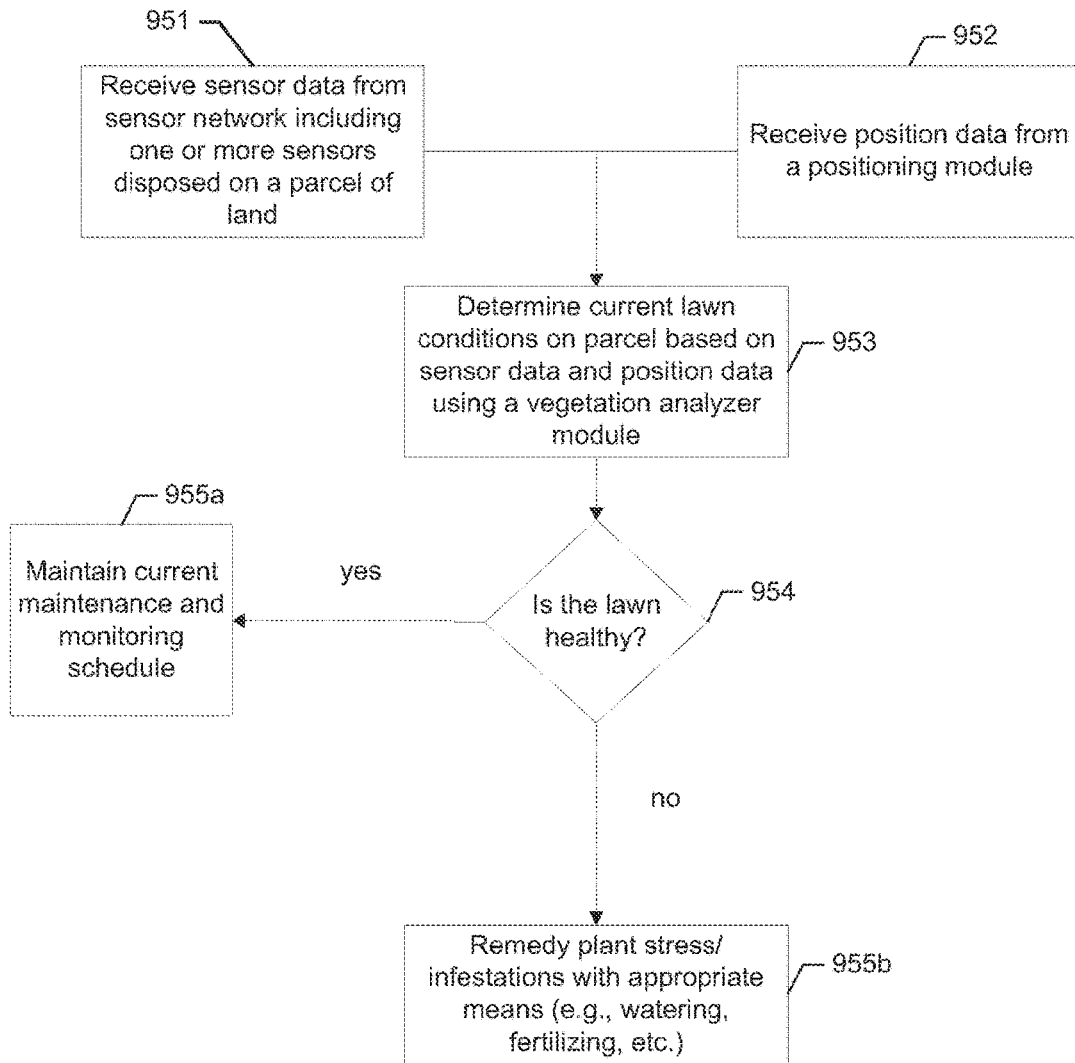 951
952
Receive sensor data from
sensor network including
one or more sensors
disposed on a parcel of
land
Receive position data from
a positioning module
Determine current lawn
conditions on parcel based on
sensor data and position data
using a vegetation analyzer
module
953
955a
Maintain current
maintenance and
monitoring
schedule
yes
Is the lawn
healthy?
954
no
Remedy plant stress/
infestations with appropriate
means (e.g., watering,
fertilizing, etc.)
955b